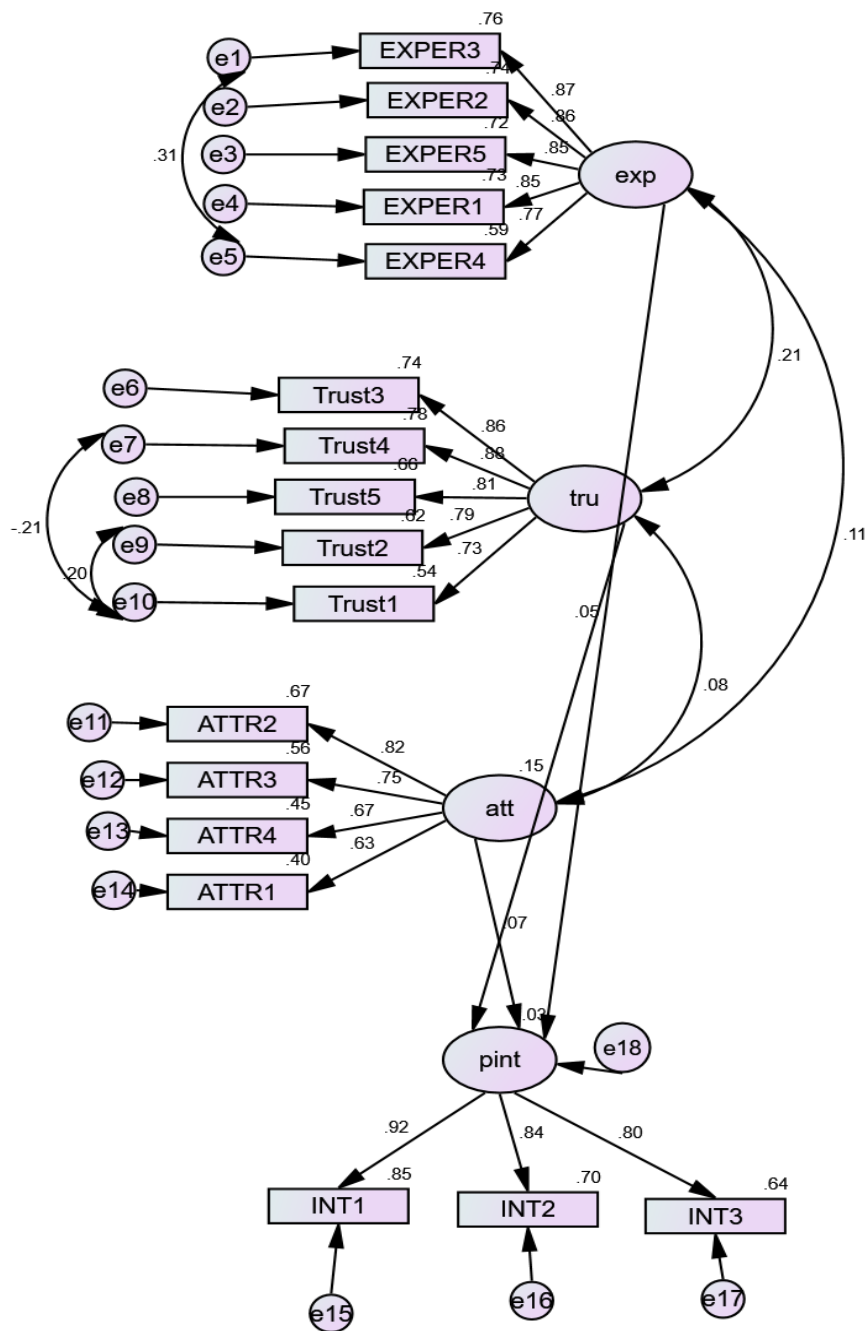 .76
e1 EXPER3
.74
.87
e2 EXPER2
.86
.72
.31 e3 EXPER5 .85 exp
.73
.85
e4 EXPER1
.77
.59
e5 EXPER4
.21
.74
e6 Trust3
.78
.86
e7 Trust4
.88
.66
-.21 e8 Trust5 .81 tru
.62
.79
e9 Trust2
.11
.73
.20
.54
e10 Trust1
.05
.08
.67
e11 ATTR2
.82
.56
.15
e12 ATTR3 .75
.45
att
e13 ATTR4 .67
.63
.40
e14 ATTR1
.07
.03
pint e18
.92 .84 .80
.85 .70 .64
INT1 INT2 INT3
e15 e16 e17